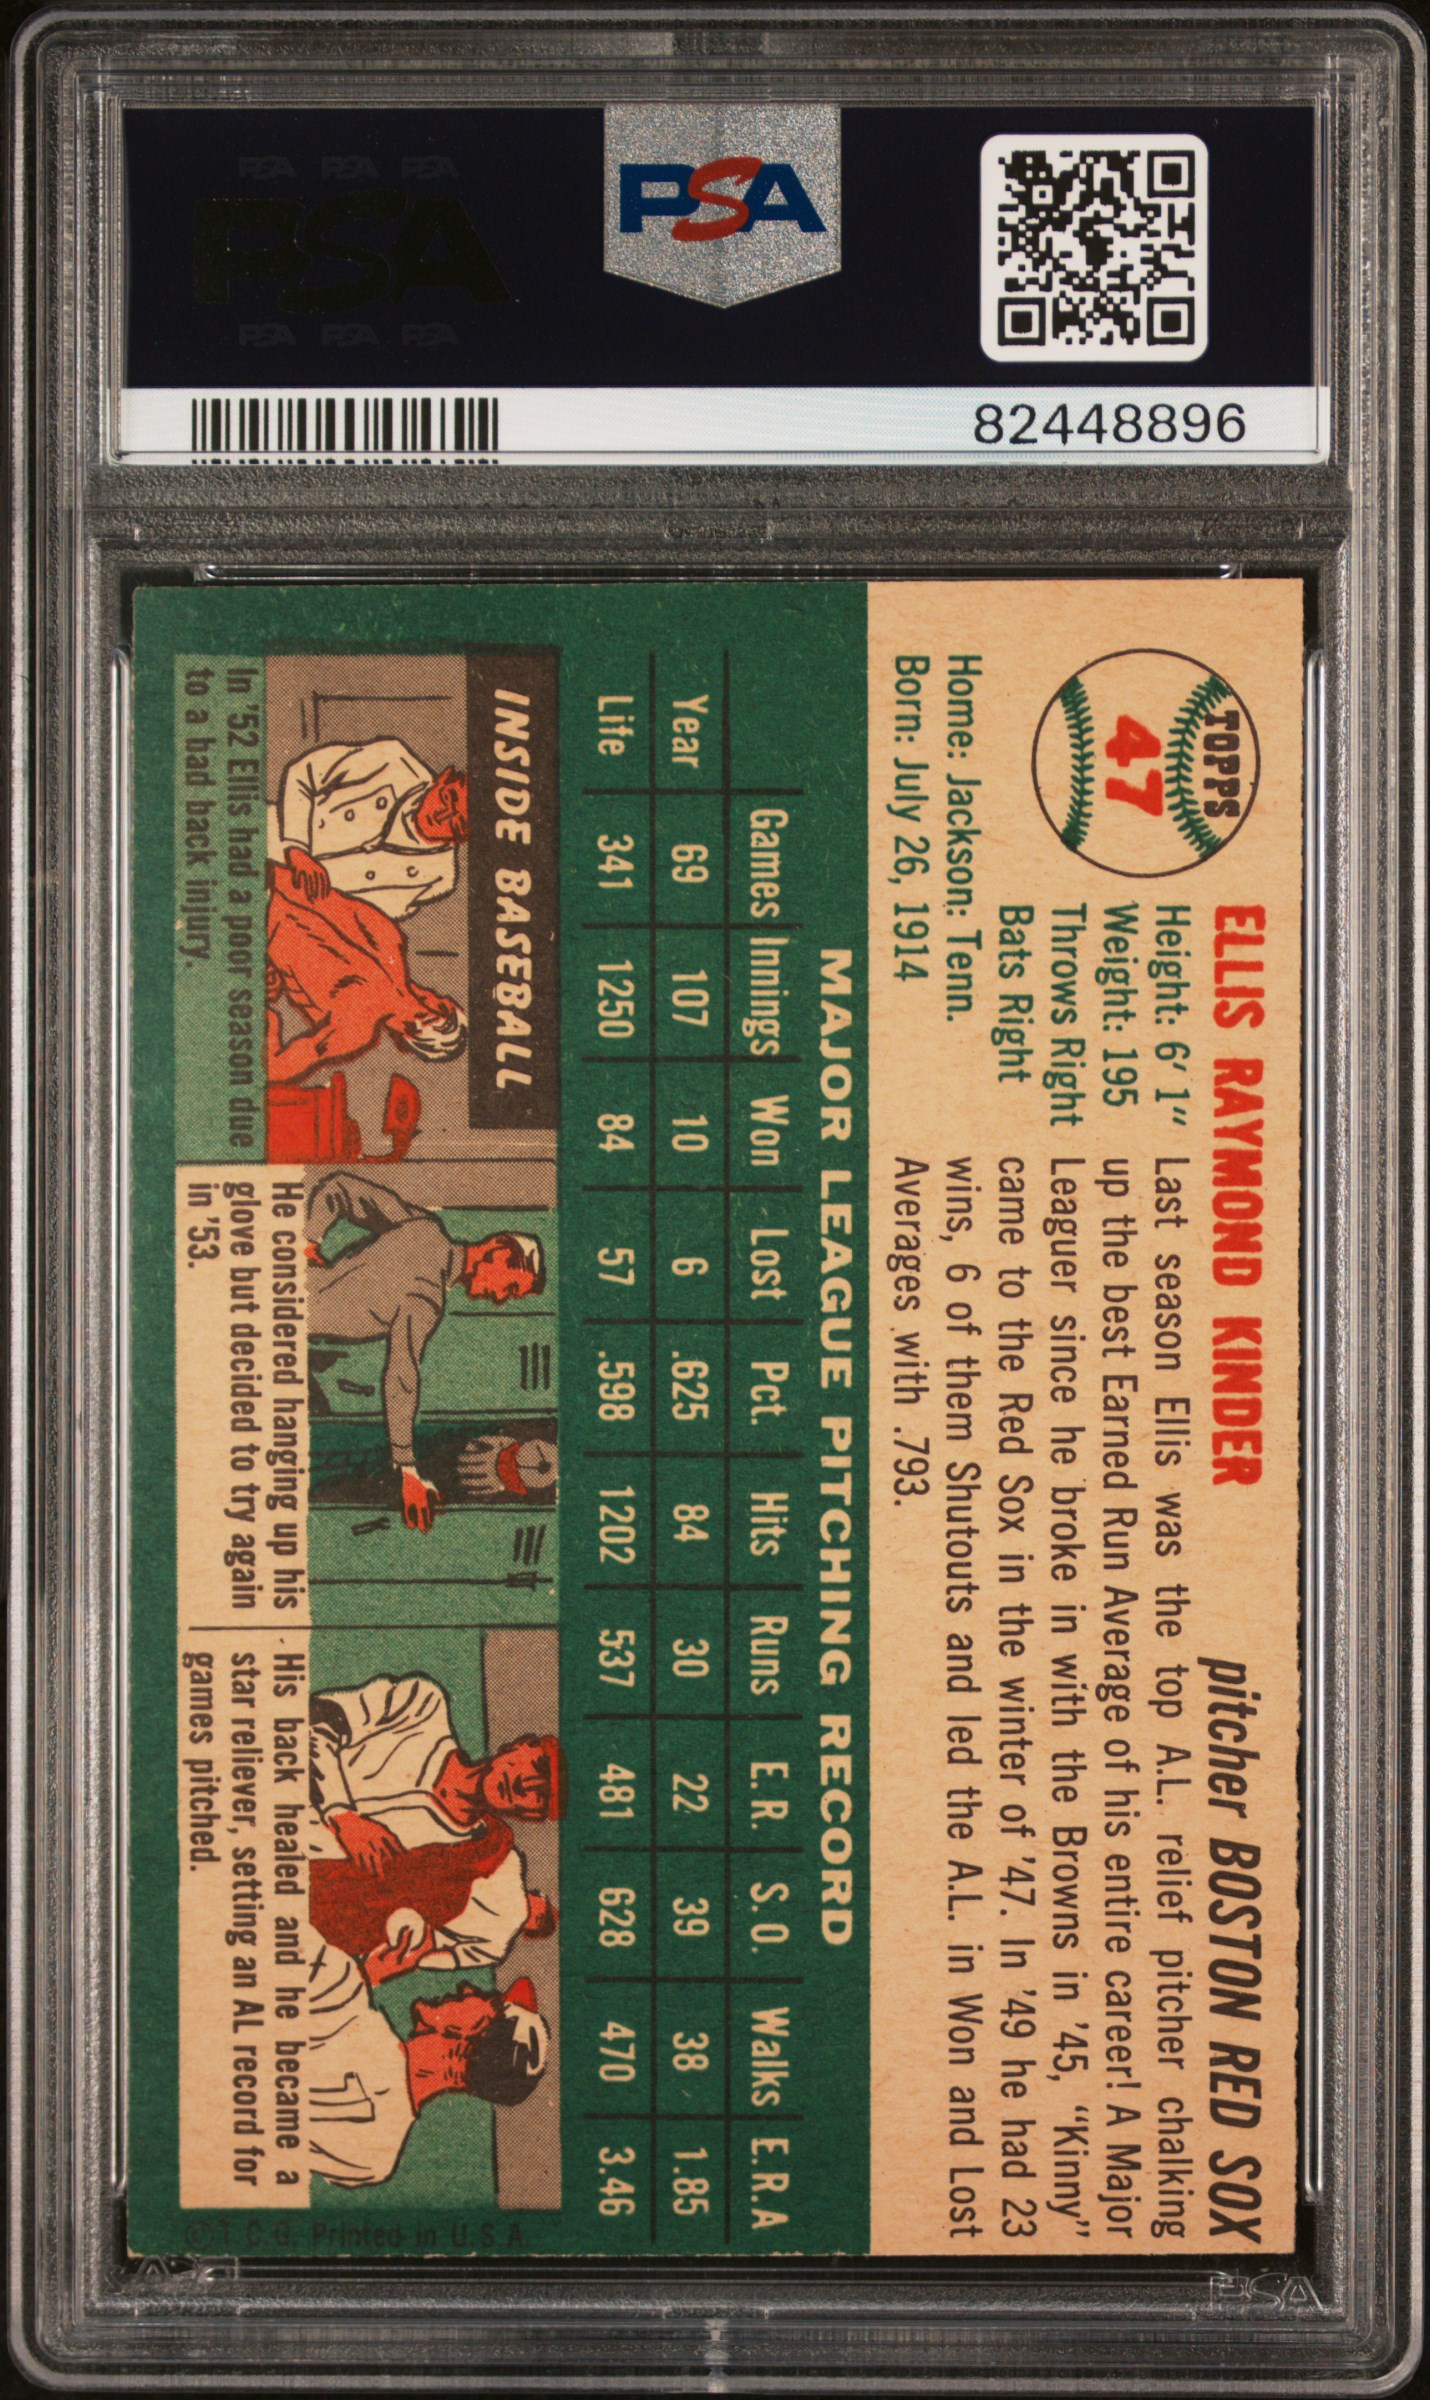 PSA PSA PSA
PSA
PSA PSA PSA
PSA
82448896
TOPPS
47
ELLIS RAYMOND KINDER
pitcher BOSTON RED SOX
Height: 6' 1"
Weight: 195
Throws Right
Bats Right
Home: Jackson: Tenn.
Born: July 26, 1914
Last season Ellis was the top A.L. relief pitcher chalking
up the best Earned Run Average of his entire career! A Major
Leaguer since he broke in with the Browns in '45, "Kinny"
came to the Red Sox in the winter of '47. In '49 he had 23
wins, 6 of them Shutouts and led the A.L. in Won and Lost
Averages with .793.
MAJOR LEAGUE PITCHING RECORD
Games Innings Won Lost Pct. Hits Runs E.R. S.O. Walks E.R.A
Year 69 107 10 6 .625 84 30 22 39 38 1.85
Life 341 1250 84 57 .598 1202 537 481 628 470 3.46
INSIDE BASEBALL
In '52 Ellis had a poor season due
to a bad back injury.
He considered hanging up his
glove but decided to try again
in '53.
His back healed and he became a
star reliever, setting an AL record for
games pitched.
©T.C.G. Printed in U.S.A.
PSA